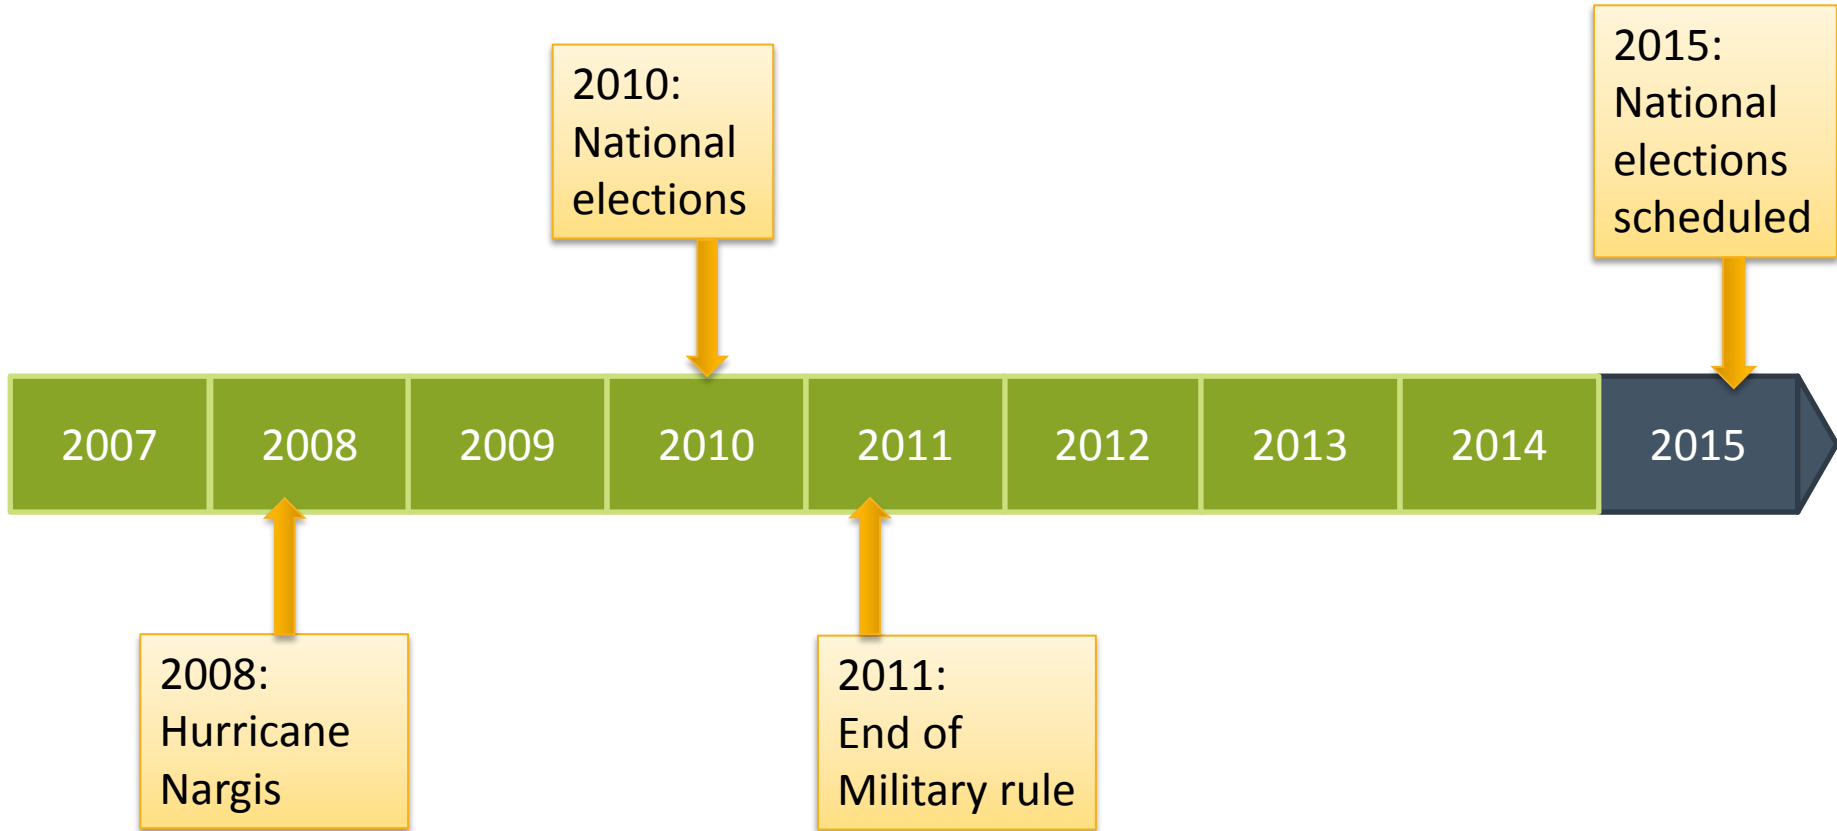 2010:
National
elections
2015:
National
elections
scheduled
2007 2008 2009 2010 2011 2012 2013 2014 2015
2008:
Hurricane
Nargis
2011:
End of
Military rule